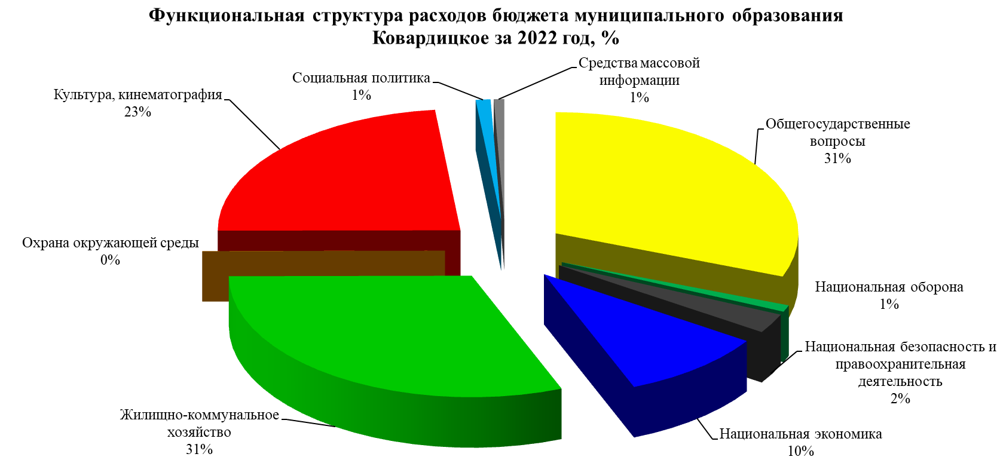 Функциональная структура расходов бюджета муниципального образования
Ковардицкое за 2022 год, %
Средства массовой
информации
1%
Социальная политика
1%
Культура, кинематография
23%
Общегосударственные
вопросы
31%
Охрана окружающей среды
0%
Национальная оборона
1%
Национальная безопасность и
правоохранительная
деятельность
2%
Жилищно-коммунальное
хозяйство
31%
Национальная экономика
10%